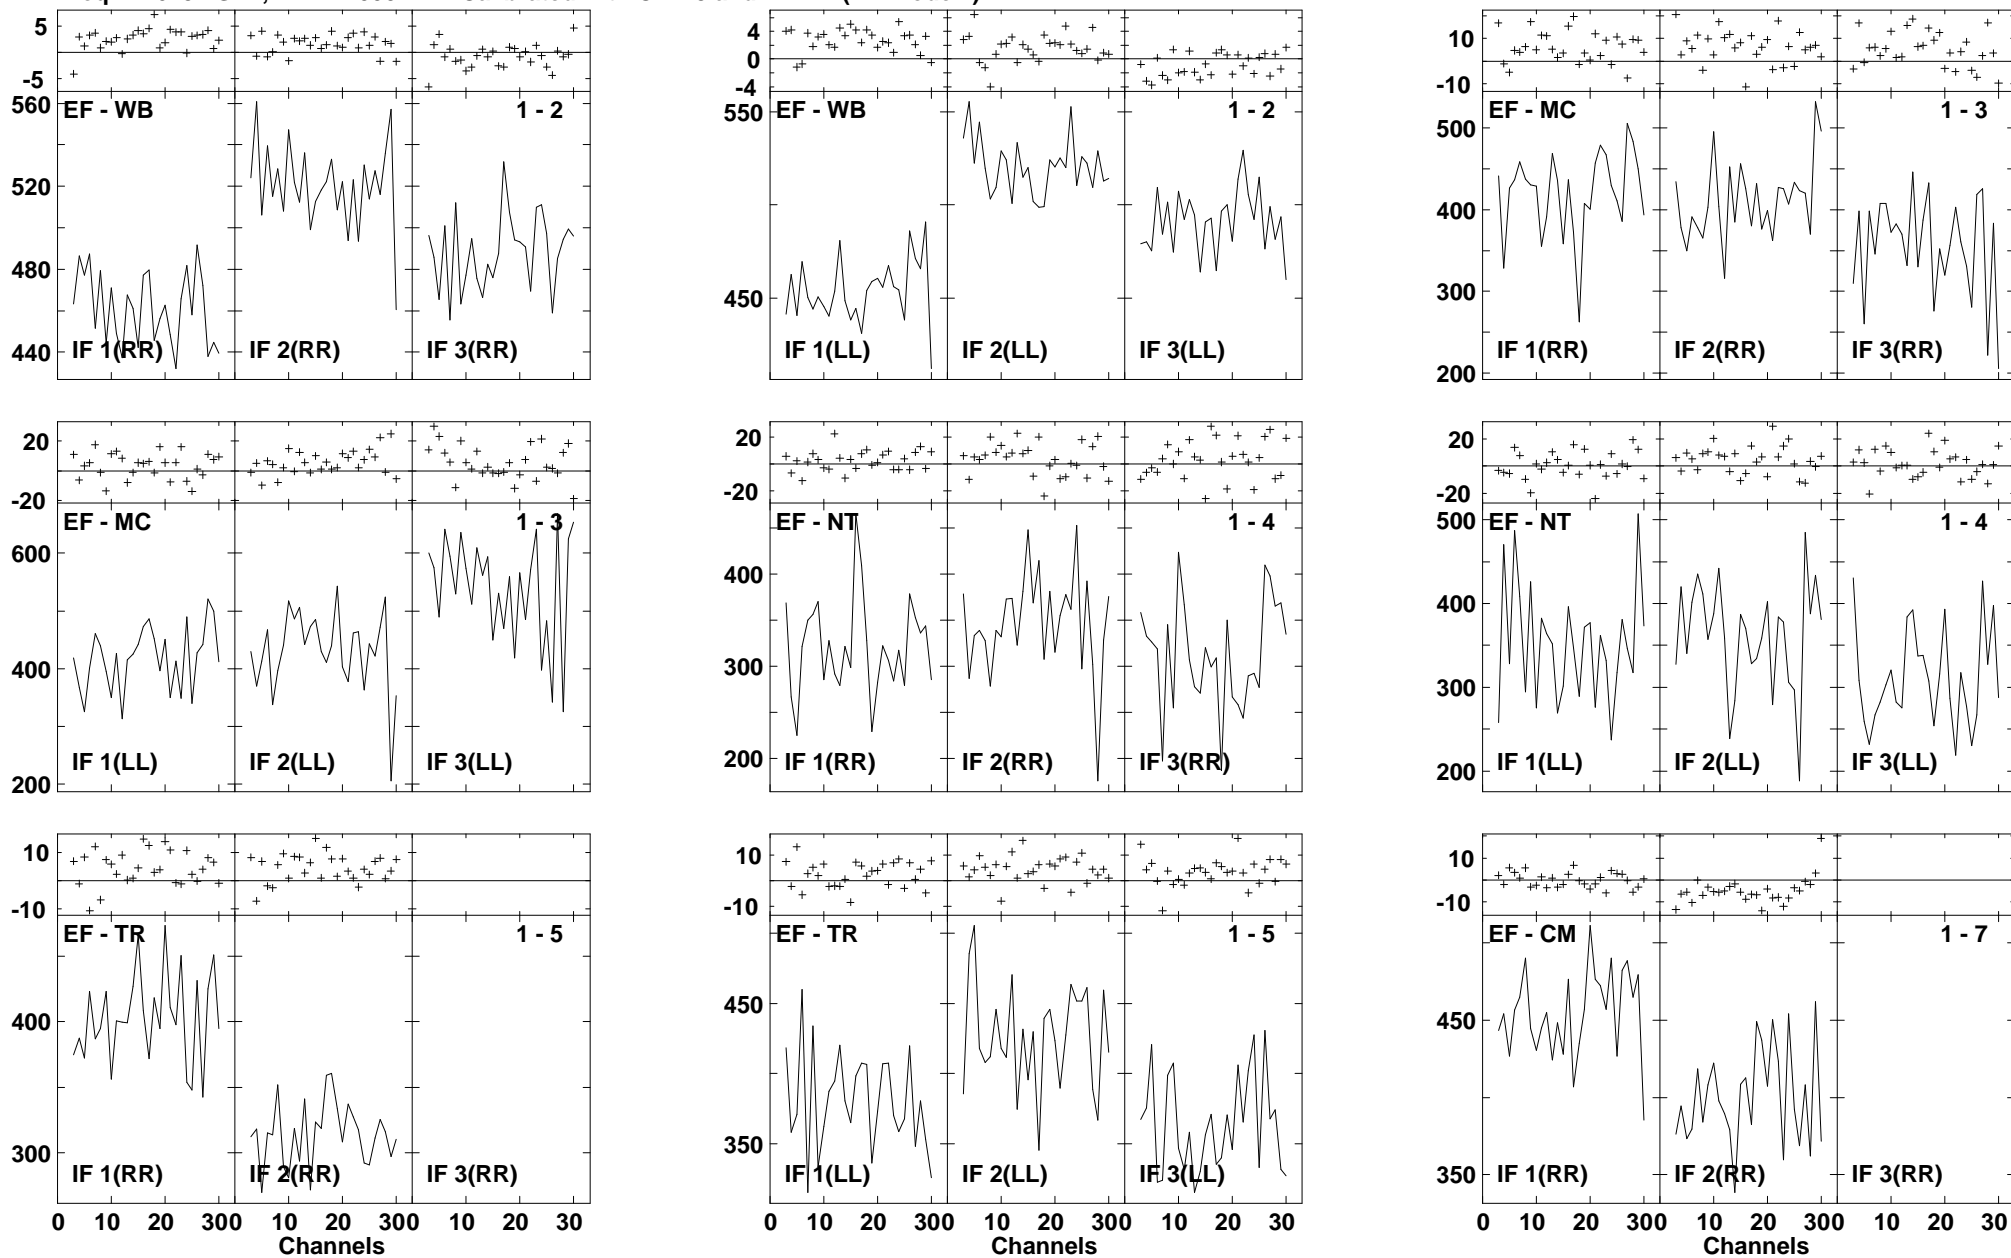 5
-5
EF - WB
1 - 2
560
520
480
440
IF 1(RR)
IF 2(RR)
IF 3(RR)
4
0
-4
EF - WB
1 - 2
550
450
IF 1(LL)
IF 2(LL)
IF 3(LL)
10
-10
EF - MC
1 - 3
500
400
300
200
IF 1(RR)
IF 2(RR)
IF 3(RR)
20
-20
EF - MC
1 - 3
600
400
200
IF 1(LL)
IF 2(LL)
IF 3(LL)
20
-20
EF - NT
1 - 4
400
300
200
IF 1(RR)
IF 2(RR)
IF 3(RR)
20
-20
EF - NT
1 - 4
500
400
300
200
IF 1(LL)
IF 2(LL)
IF 3(LL)
10
-10
EF - TR
1 - 5
400
300
IF 1(RR)
IF 2(RR)
IF 3(RR)
0 10 20 300 10 20 300 10 20 30
Channels
10
-10
EF - TR
1 - 5
450
350
IF 1(LL)
IF 2(LL)
IF 3(LL)
0 10 20 300 10 20 300 10 20 30
Channels
10
-10
EF - CM
1 - 7
450
350
IF 1(RR)
IF 2(RR)
IF 3(RR)
0 10 20 300 10 20 300 10 20 30
Channels